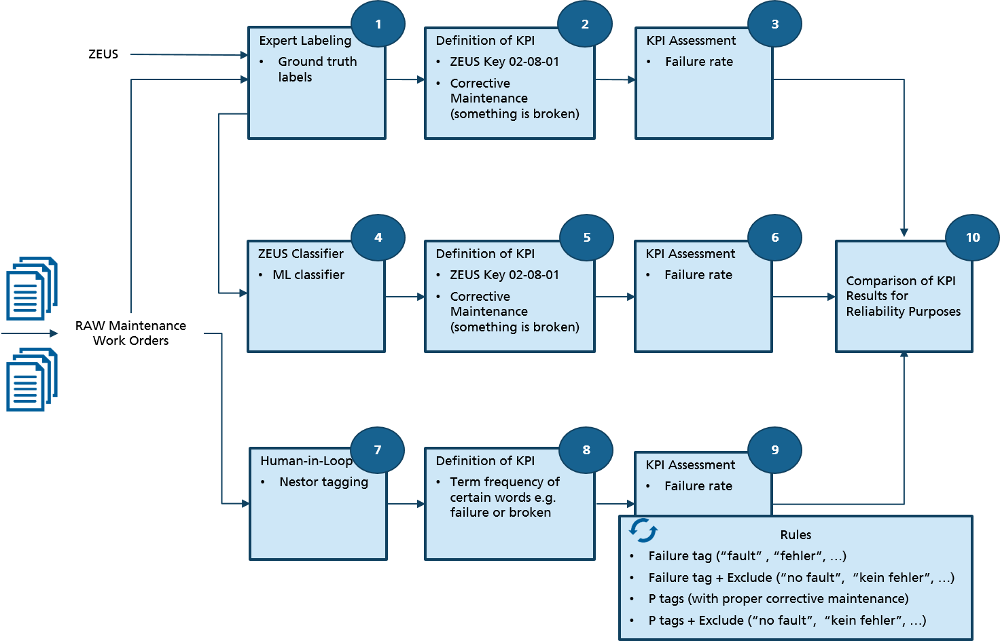 1
Expert Labeling
• Ground truth
labels
2
Definition of KPI
• ZEUS Key 02-08-01
• Corrective
Maintenance
(something is broken)
3
KPI Assessment
• Failure rate
ZEUS
4
ZEUS Classifier
• ML classifier
5
Definition of KPI
• ZEUS Key 02-08-01
• Corrective
Maintenance
(something is broken)
6
KPI Assessment
• Failure rate
10
Comparison of KPI
Results for
Reliability Purposes
RAW Maintenance
Work Orders
7
Human-in-Loop
• Nestor tagging
8
Definition of KPI
• Term frequency of
certain words e.g.
failure or broken
9
KPI Assessment
• Failure rate
Rules
• Failure tag (“fault” , “fehler”, …)
• Failure tag + Exclude (“no fault”, “kein fehler”, …)
• P tags (with proper corrective maintenance)
• P tags + Exclude (“no fault”, “kein fehler”, …)